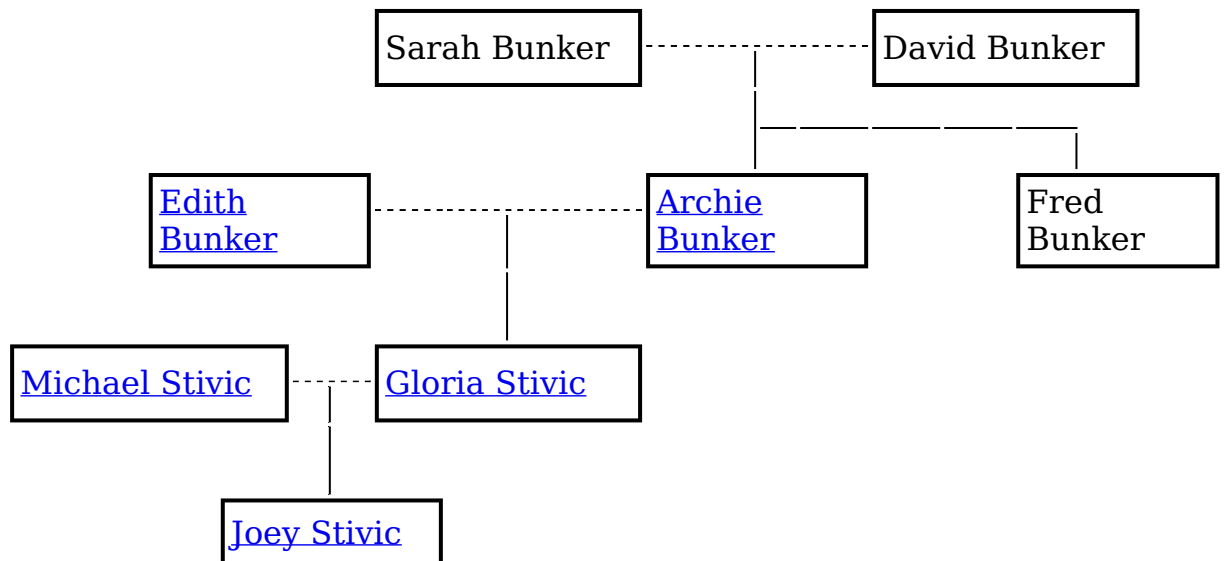 Sarah Bunker
David Bunker
Edith
Bunker
Archie
Bunker
Fred
Bunker
Michael Stivic
Gloria Stivic
Joey Stivic